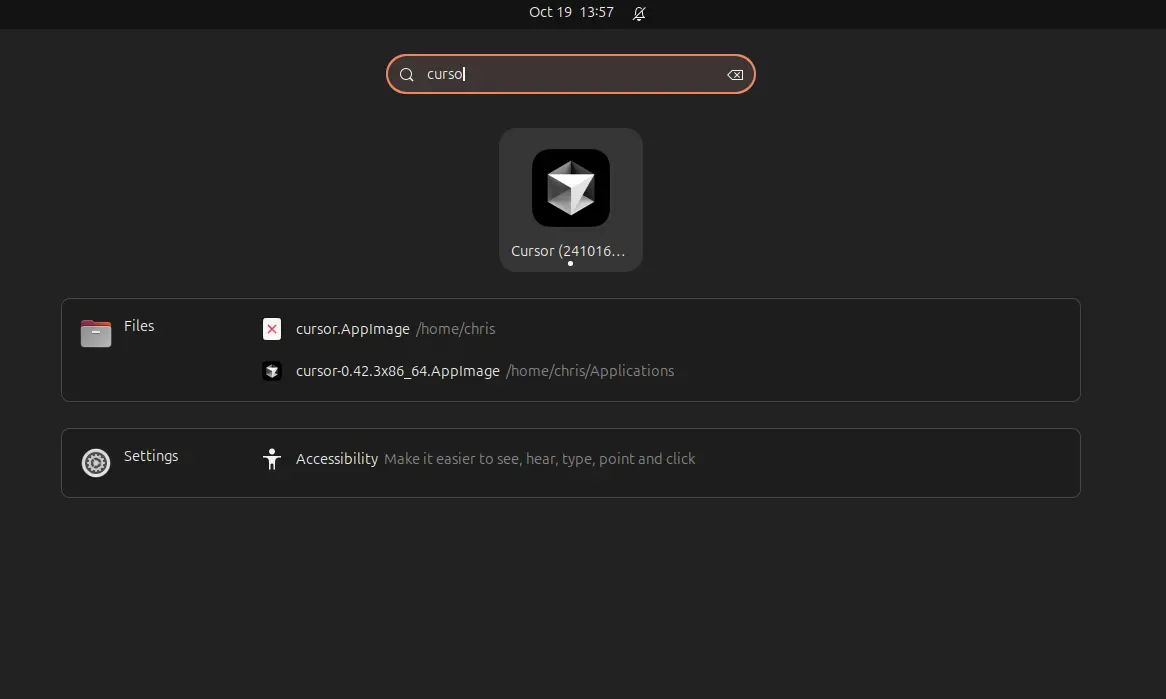 Oct 19 13:57
curso
Cursor (241016…
Files
cursor.AppImage /home/chris
cursor-0.42.3x86_64.AppImage /home/chris/Applications
Settings
Accessibility Make it easier to see, hear, type, point and click